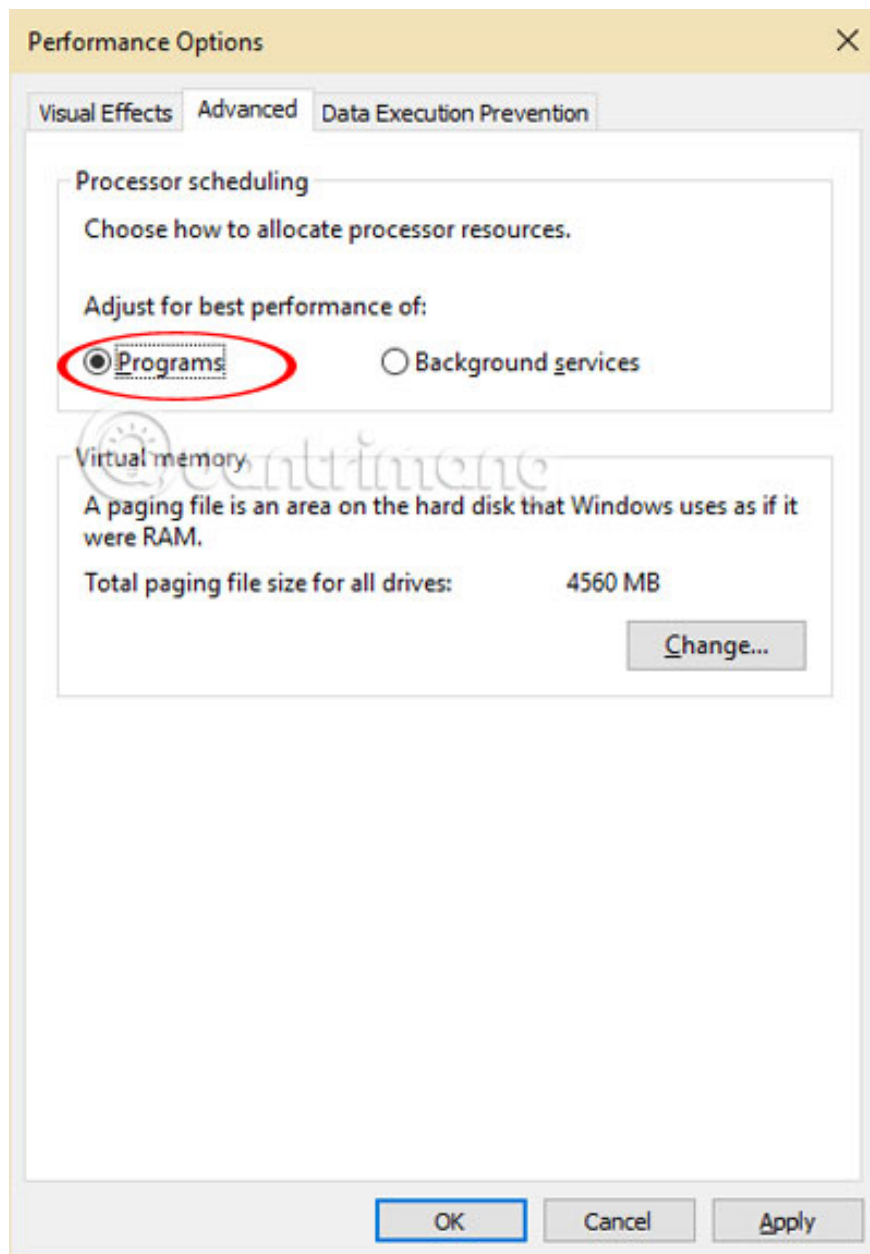 Performance Options
Visual Effects
Advanced
Data Execution Prevention
Processor scheduling
Choose how to allocate processor resources.
Adjust for best performance of:
Programs
Background services
Virtual memory
quantrimang
A paging file is an area on the hard disk that Windows uses as if it
were RAM.
Total paging file size for all drives: 4560 MB
Change...
OK
Cancel
Apply